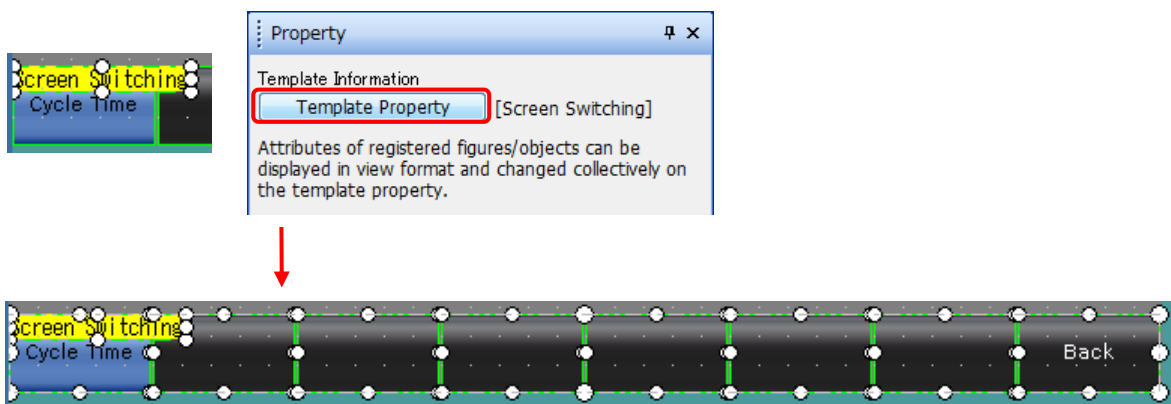 Screen Switching
Cycle Time
Property
Template Information
Template Property [Screen Switching]
Attributes of registered figures/objects can be
displayed in view format and changed collectively on
the template property.
Screen Switching
Cycle Time
Back